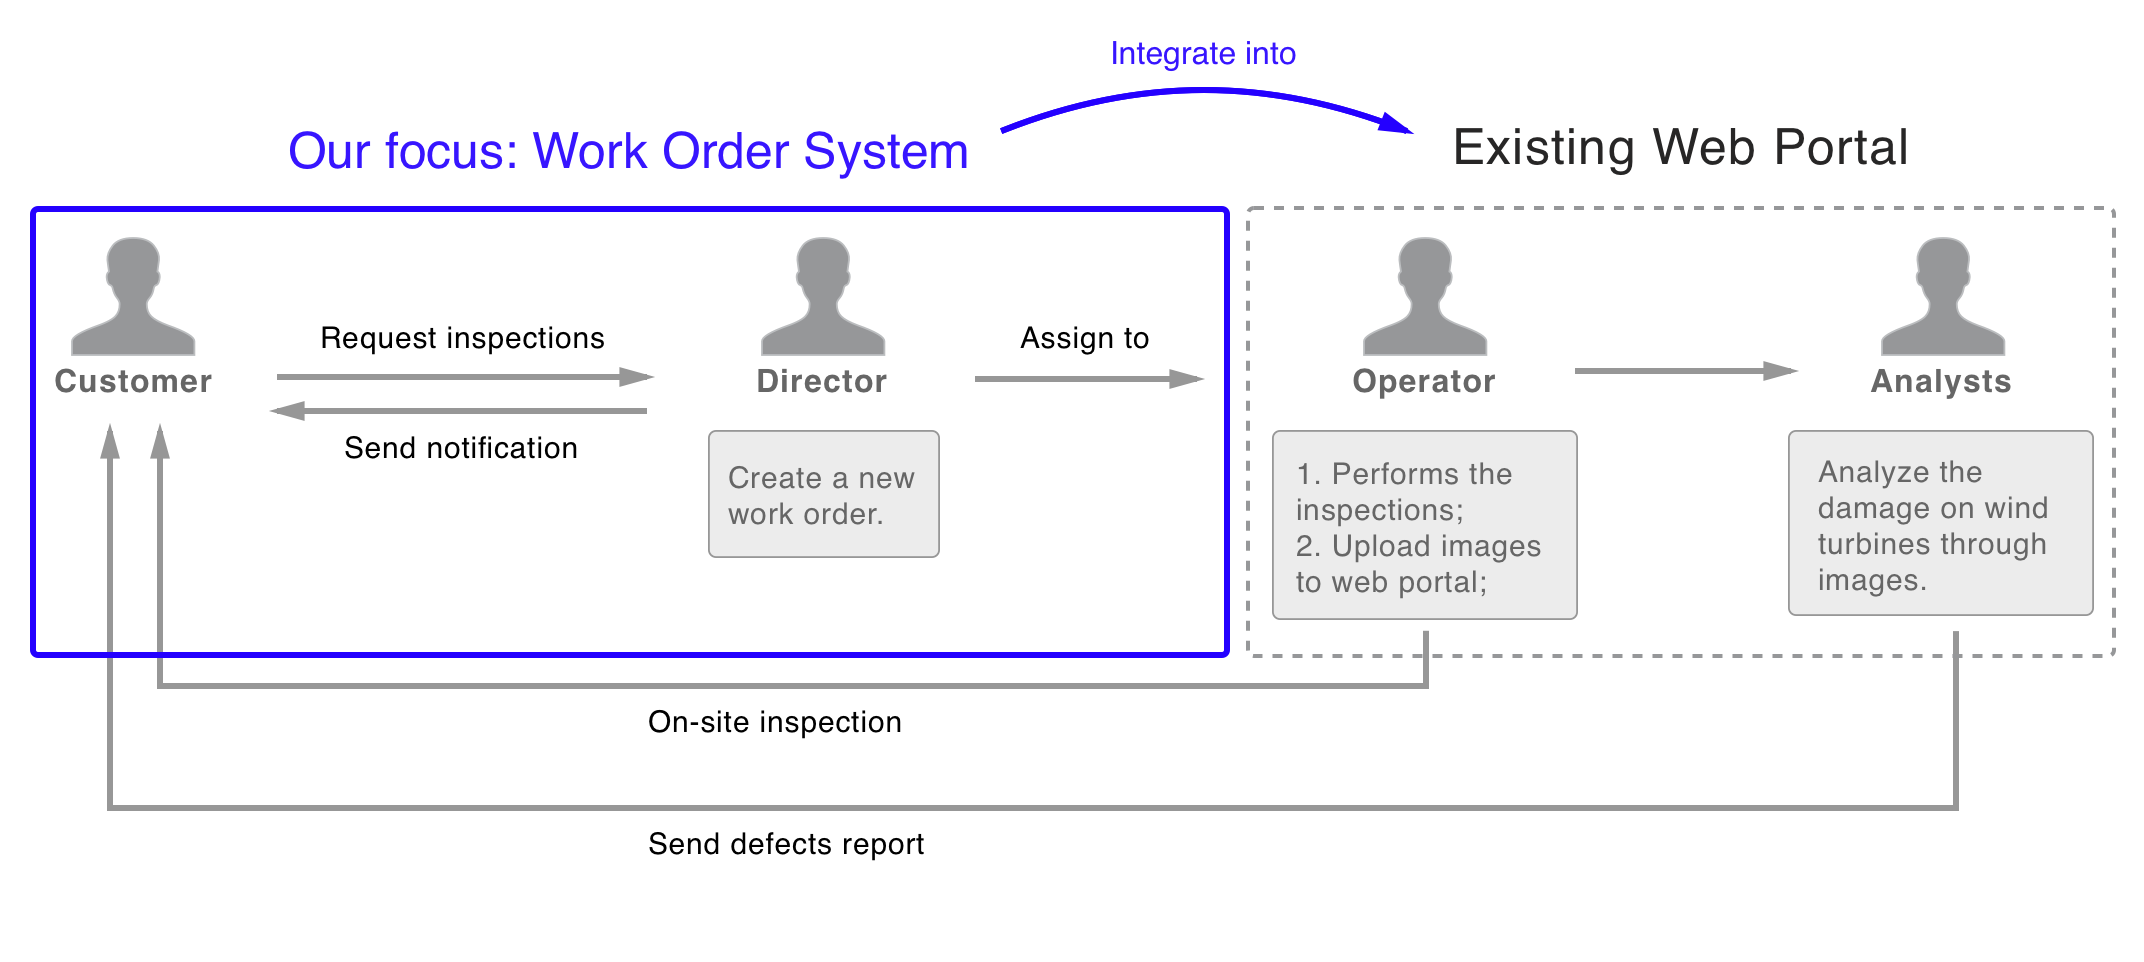 Integrate into
Our focus: Work Order System
Existing Web Portal
Request inspections
Assign to
Customer
Director
Operator
Analysts
Send notification
Create a new
work order.
1. Performs the
inspections;
2. Upload images
to web portal;
Analyze the
damage on wind
turbines through
images.
On-site inspection
Send defects report